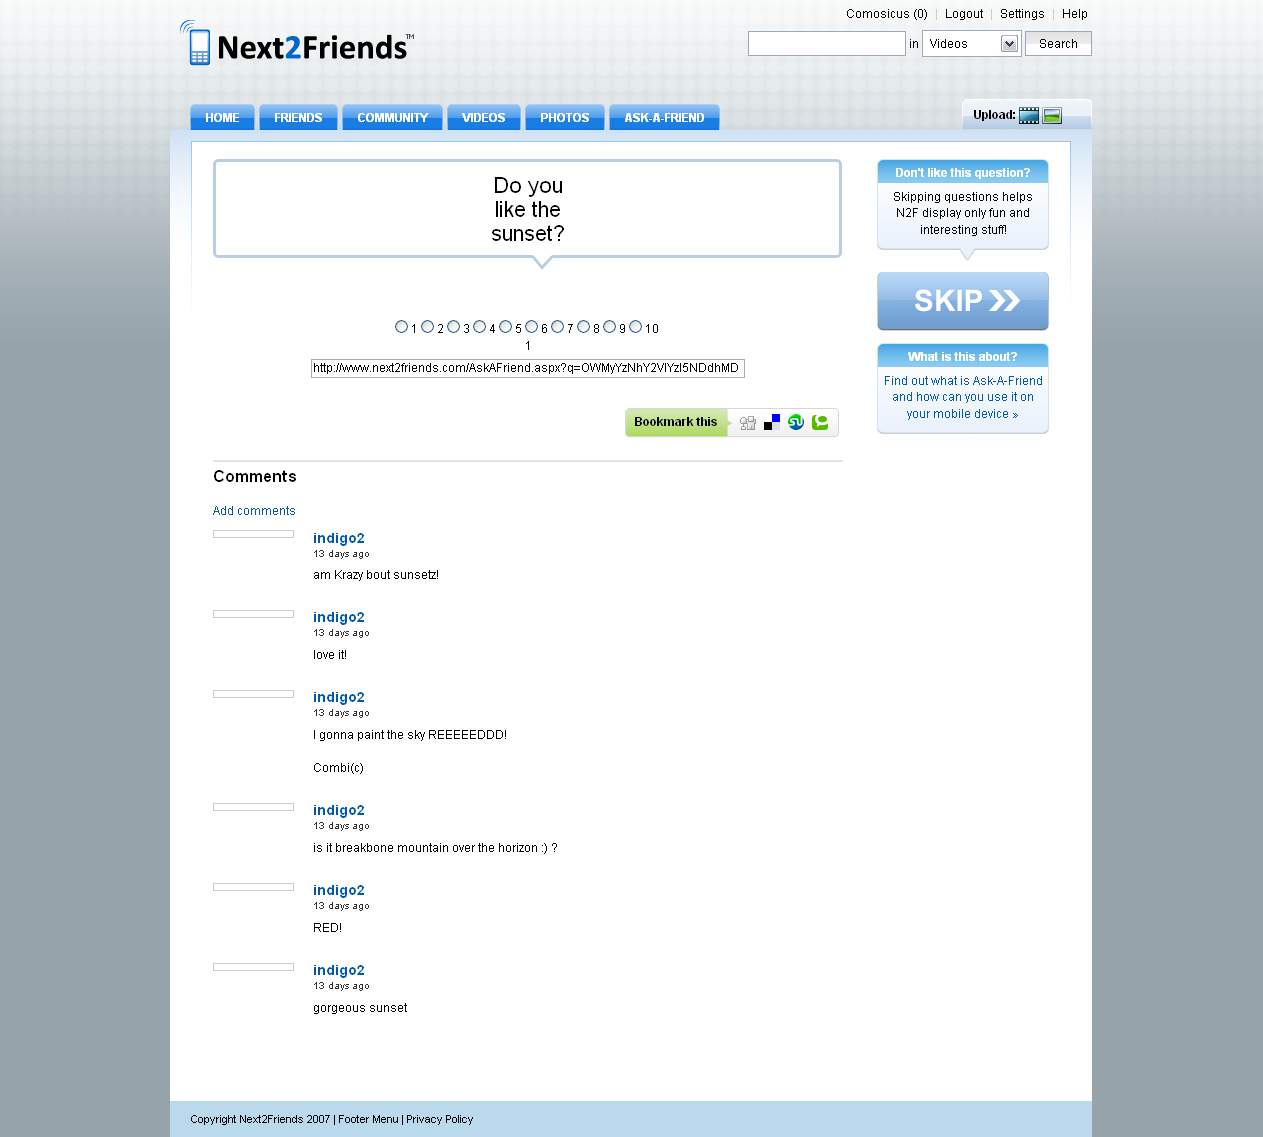 Comosicus (0) | Logout | Settings | Help
Next2Friends™
in Videos Search
HOME FRIENDS COMMUNITY VIDEOS PHOTOS ASK-A-FRIEND
Upload:
Do you
like the
sunset?
1 2 3 4 5 6 7 8 9 10
1
http://www.next2friends.com/AskAFriend.aspx?q=OWMyYzNhY2VlYzI5NDdhMD
Bookmark this
Don't like this question?
Skipping questions helps
N2F display only fun and
interesting stuff!
SKIP
What is this about?
Find out what is Ask-A-Friend
and how can you use it on
your mobile device »
Comments
Add comments
indigo2
13 days ago
am Krazy bout sunsetz!
indigo2
13 days ago
love it!
indigo2
13 days ago
I gonna paint the sky REEEEEDDD!
Combi(c)
indigo2
13 days ago
is it breakbone mountain over the horizon :) ?
indigo2
13 days ago
RED!
indigo2
13 days ago
gorgeous sunset
Copyright Next2Friends 2007 | Footer Menu | Privacy Policy